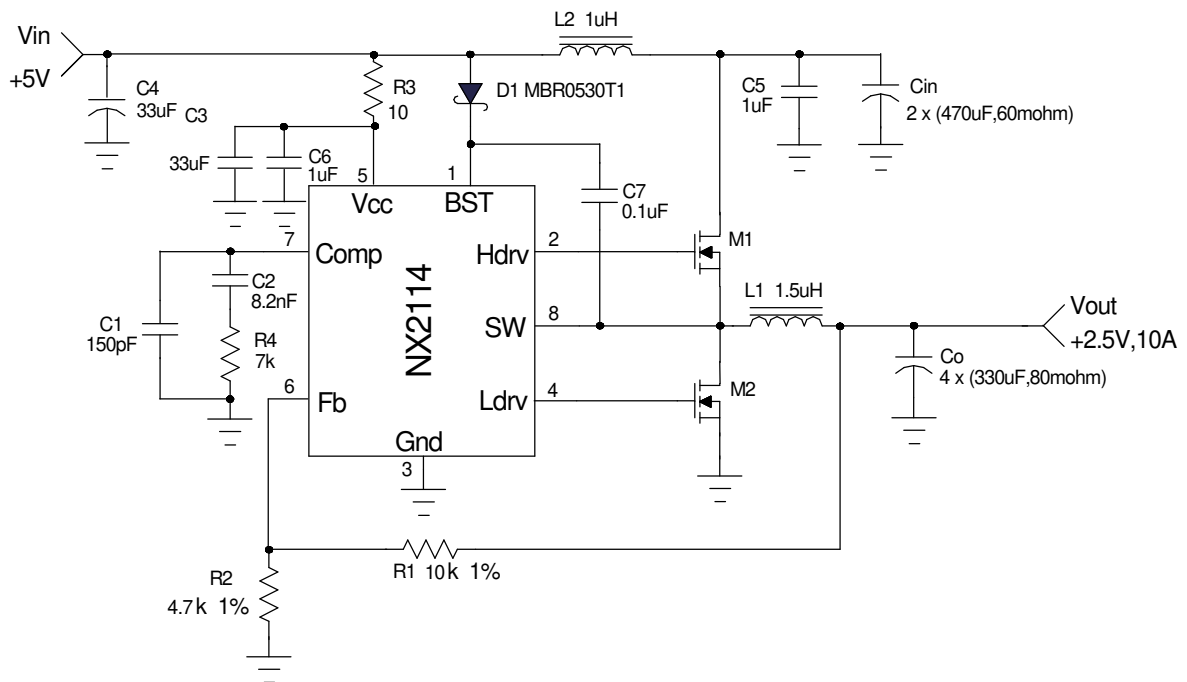 L2 1uH
Vin
+5V
C4
33uF
C3
R3
10
D1 MBR0530T1
C5
1uF
Cin
2 x (470uF,60mohm)
33uF
C6
1uF
5
1
C7
0.1uF
Vcc
BST
7
Comp
Hdrv
2
M1
C2
8.2nF
NX2114
L1 1.5uH
Vout
+2.5V,10A
C1
150pF
R4
7k
SW
8
Co
4 x (330uF,80mohm)
6
Fb
Ldrv
4
M2
Gnd
3
R1 10k 1%
R2
4.7k 1%